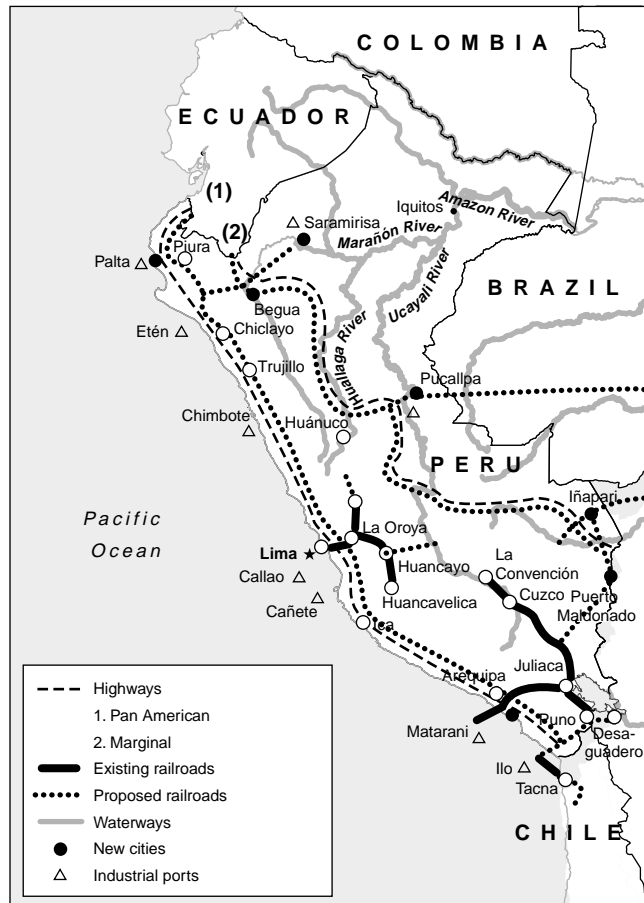 COLOMBIA
ECUADOR
(1)
(2)
Saramirisa
Iquitos
Amazon River
Marañón River
Piura
Palta
Ucayali River
BRAZIL
Begua
Etén
Chiclayo
Huallaga River
Trujillo
Pucallpa
Chimbote
Huánuco
PERU
Iñapari
Pacific
Ocean
La Oroya
Lima
Huancayo
La
Convención
Callao
Huancavelica
Cuzco
Puerto
Maldonado
Cañete
Ica
Juliaca
Arequipa
Puno
Desa-
guadero
Matarani
Ilo
Tacna
CHILE
Highways
1. Pan American
2. Marginal
Existing railroads
Proposed railroads
Waterways
New cities
Industrial ports